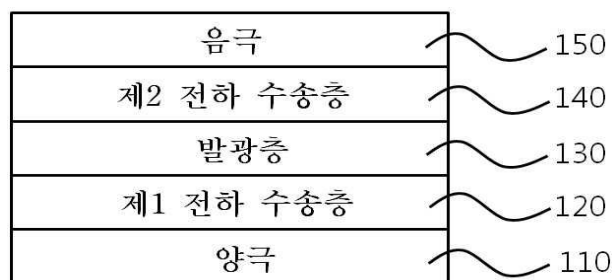 음극 150
제2 전하 수송층 140
발광층 130
제1 전하 수송층 120
양극 110